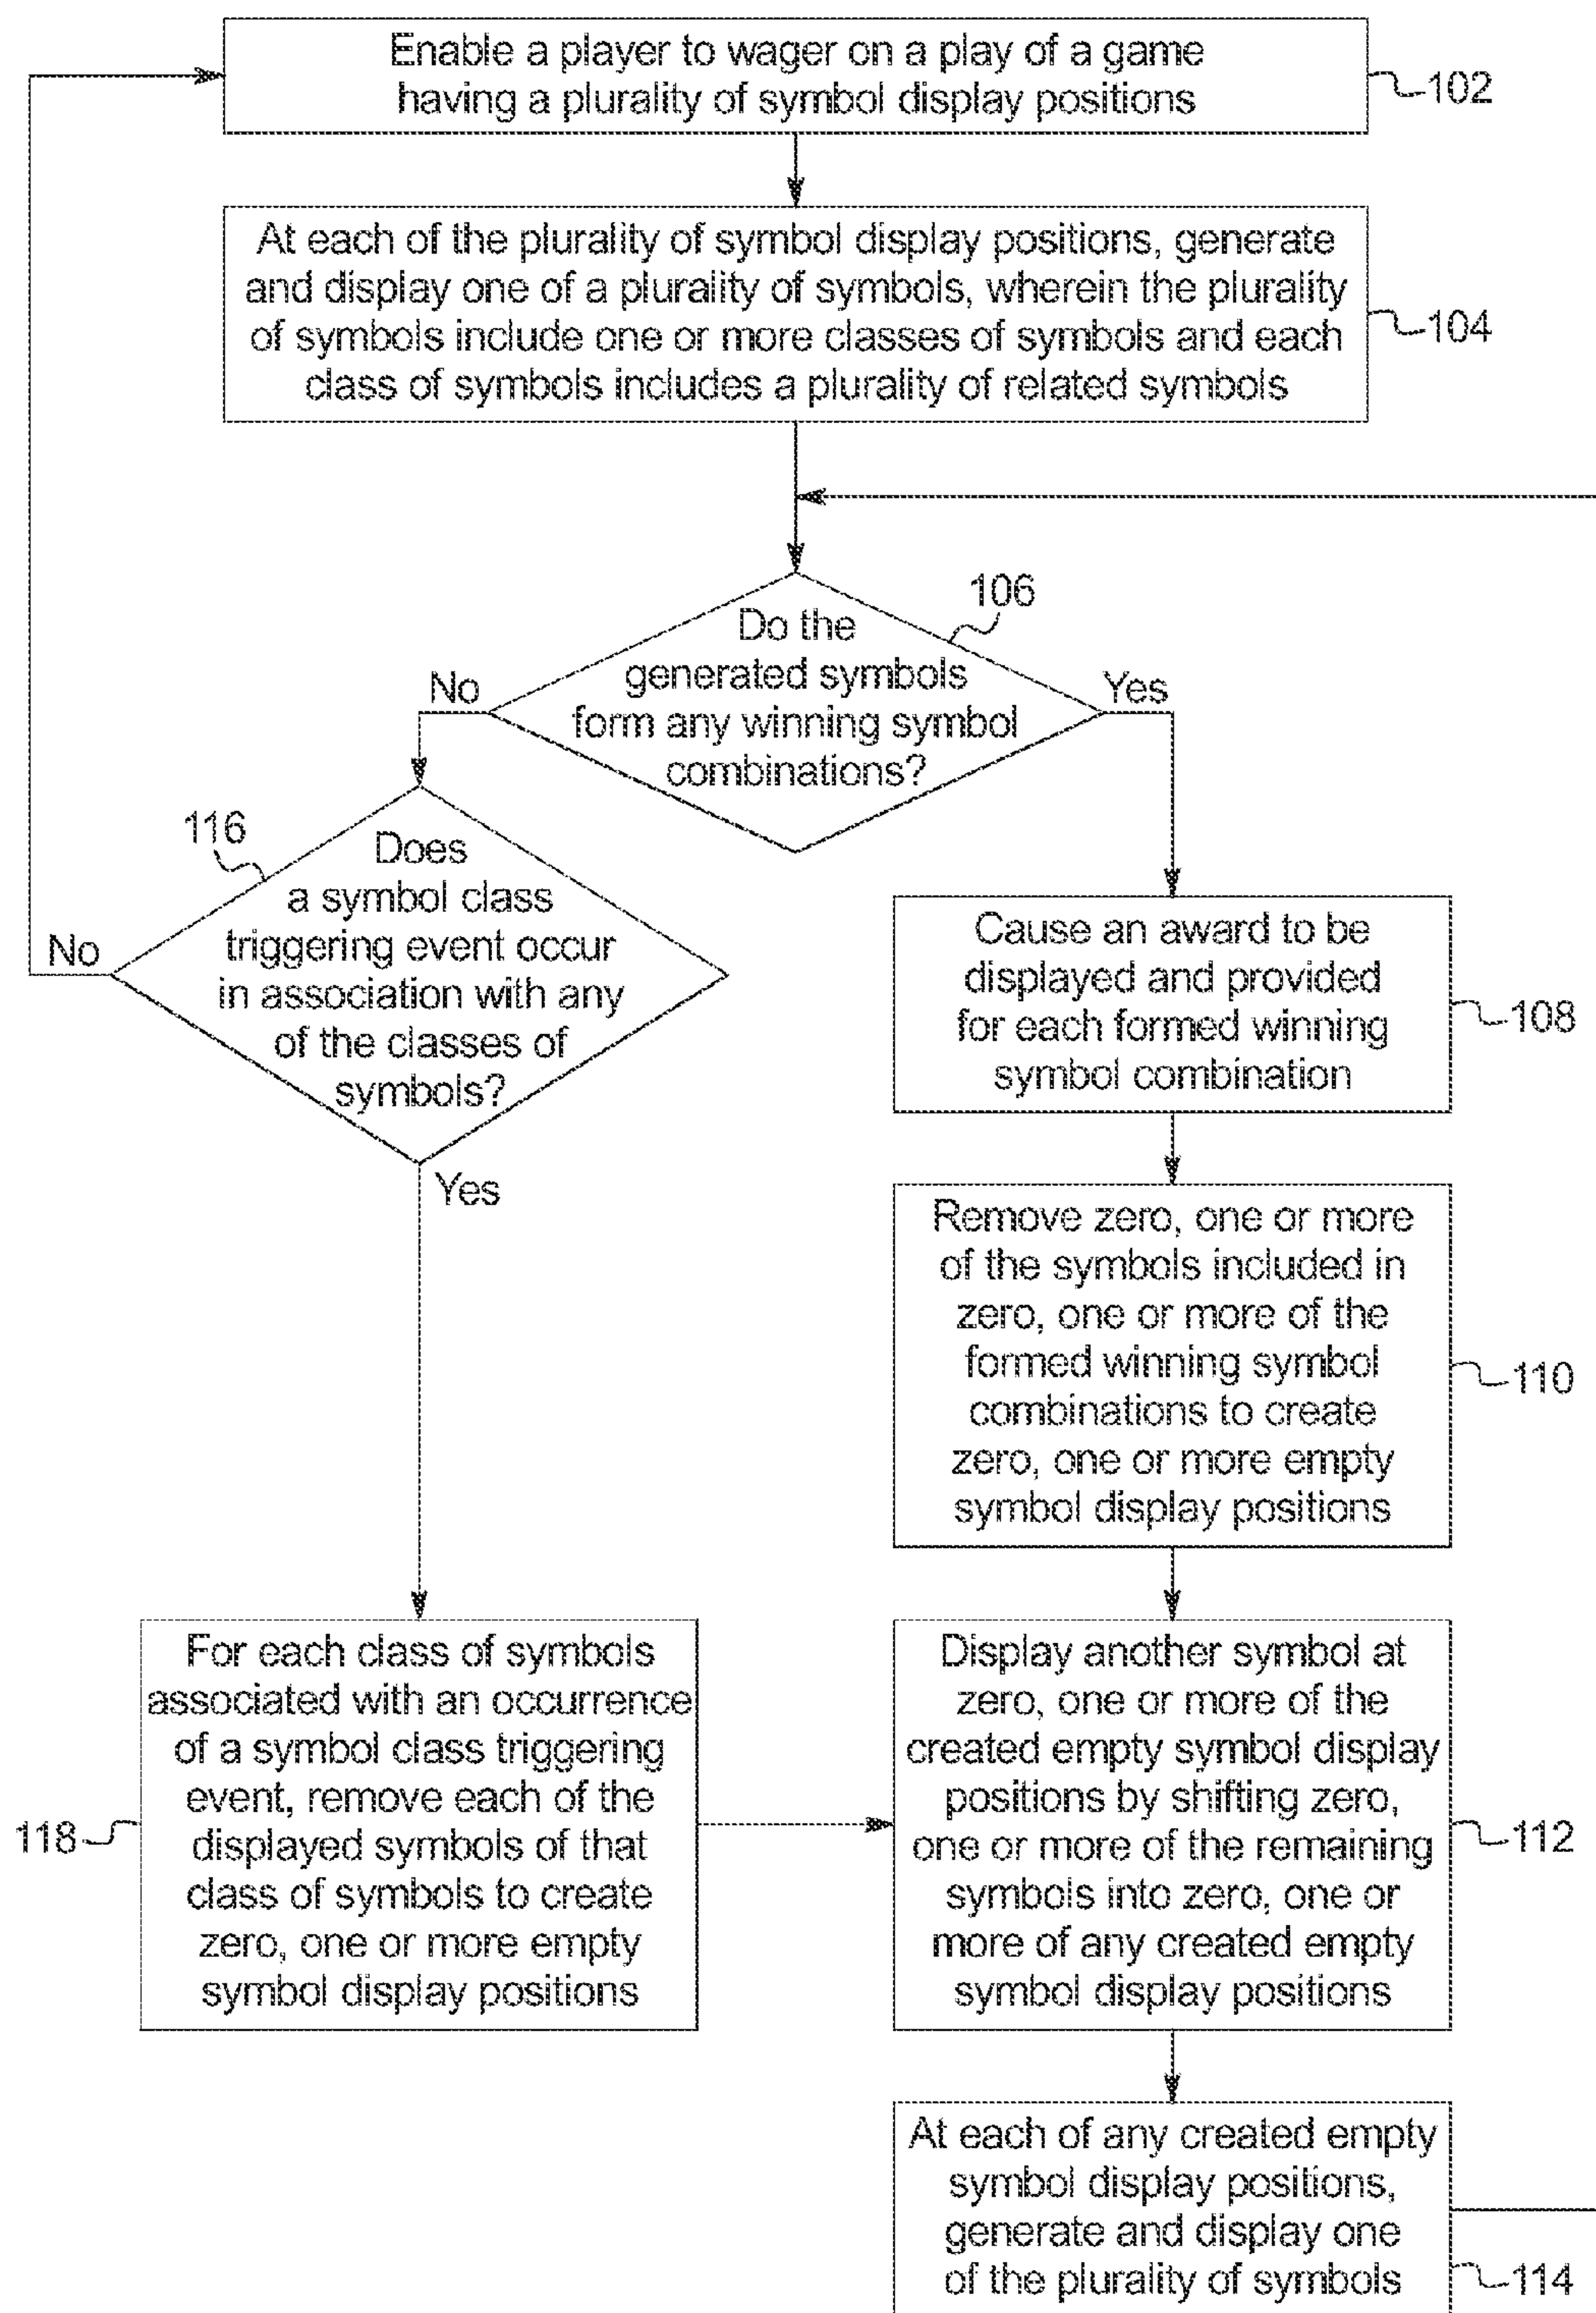 Enable a player to wager on a play of a game
having a plurality of symbol display positions
102
At each of the plurality of symbol display positions, generate
and display one of a plurality of symbols, wherein the plurality
of symbols include one or more classes of symbols and each
class of symbols includes a plurality of related symbols
104
106
Do the
generated symbols
form any winning symbol
combinations?
No
Yes
116
Does
a symbol class
triggering event occur
in association with any
of the classes of
symbols?
No
Yes
Cause an award to be
displayed and provided
for each formed winning
symbol combination
108
Remove zero, one or more
of the symbols included in
zero, one or more of the
formed winning symbol
combinations to create
zero, one or more empty
symbol display positions
110
For each class of symbols
associated with an occurrence
of a symbol class triggering
event, remove each of the
displayed symbols of that
class of symbols to create
zero, one or more empty
symbol display positions
118
Display another symbol at
zero, one or more of the
created empty symbol display
positions by shifting zero,
one or more of the remaining
symbols into zero, one or
more of any created empty
symbol display positions
112
At each of any created empty
symbol display positions,
generate and display one
of the plurality of symbols
114